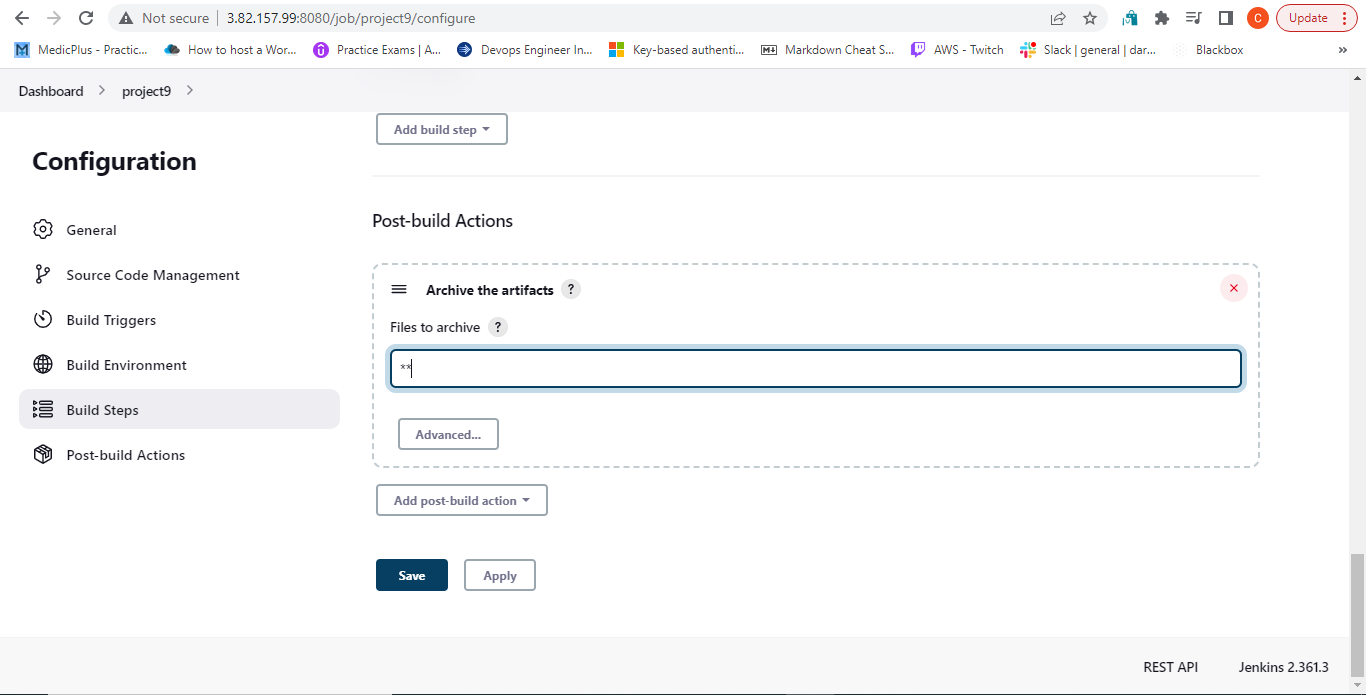 Not secure 3.82.157.99:8080/job/project9/configure C Update
MedicPlus - Practic... How to host a Wor... Practice Exams | A... Devops Engineer In... Key-based authenti... Markdown Cheat S... AWS - Twitch Slack | general | dar... Blackbox »
Dashboard project9
Add build step
Configuration
Post-build Actions
General
Source Code Management
Archive the artifacts ?
Build Triggers
Files to archive ?
Build Environment
**
Build Steps
Advanced...
Post-build Actions
Add post-build action
Save Apply
REST API Jenkins 2.361.3